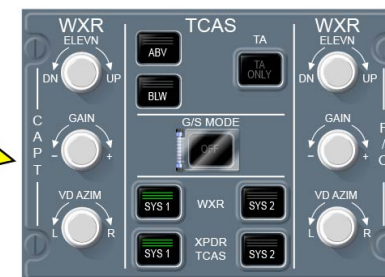 WXR TCAS WXR
ELEVN TA ELEVN
DN UP ABV TA ONLY DN UP
BLW
G/S MODE
GAIN OFF GAIN
- + - +
CAPT
VD AZIM VD AZIM
L R SYS 1 WXR SYS 2 L R
SYS 1 XPDR TCAS SYS 2